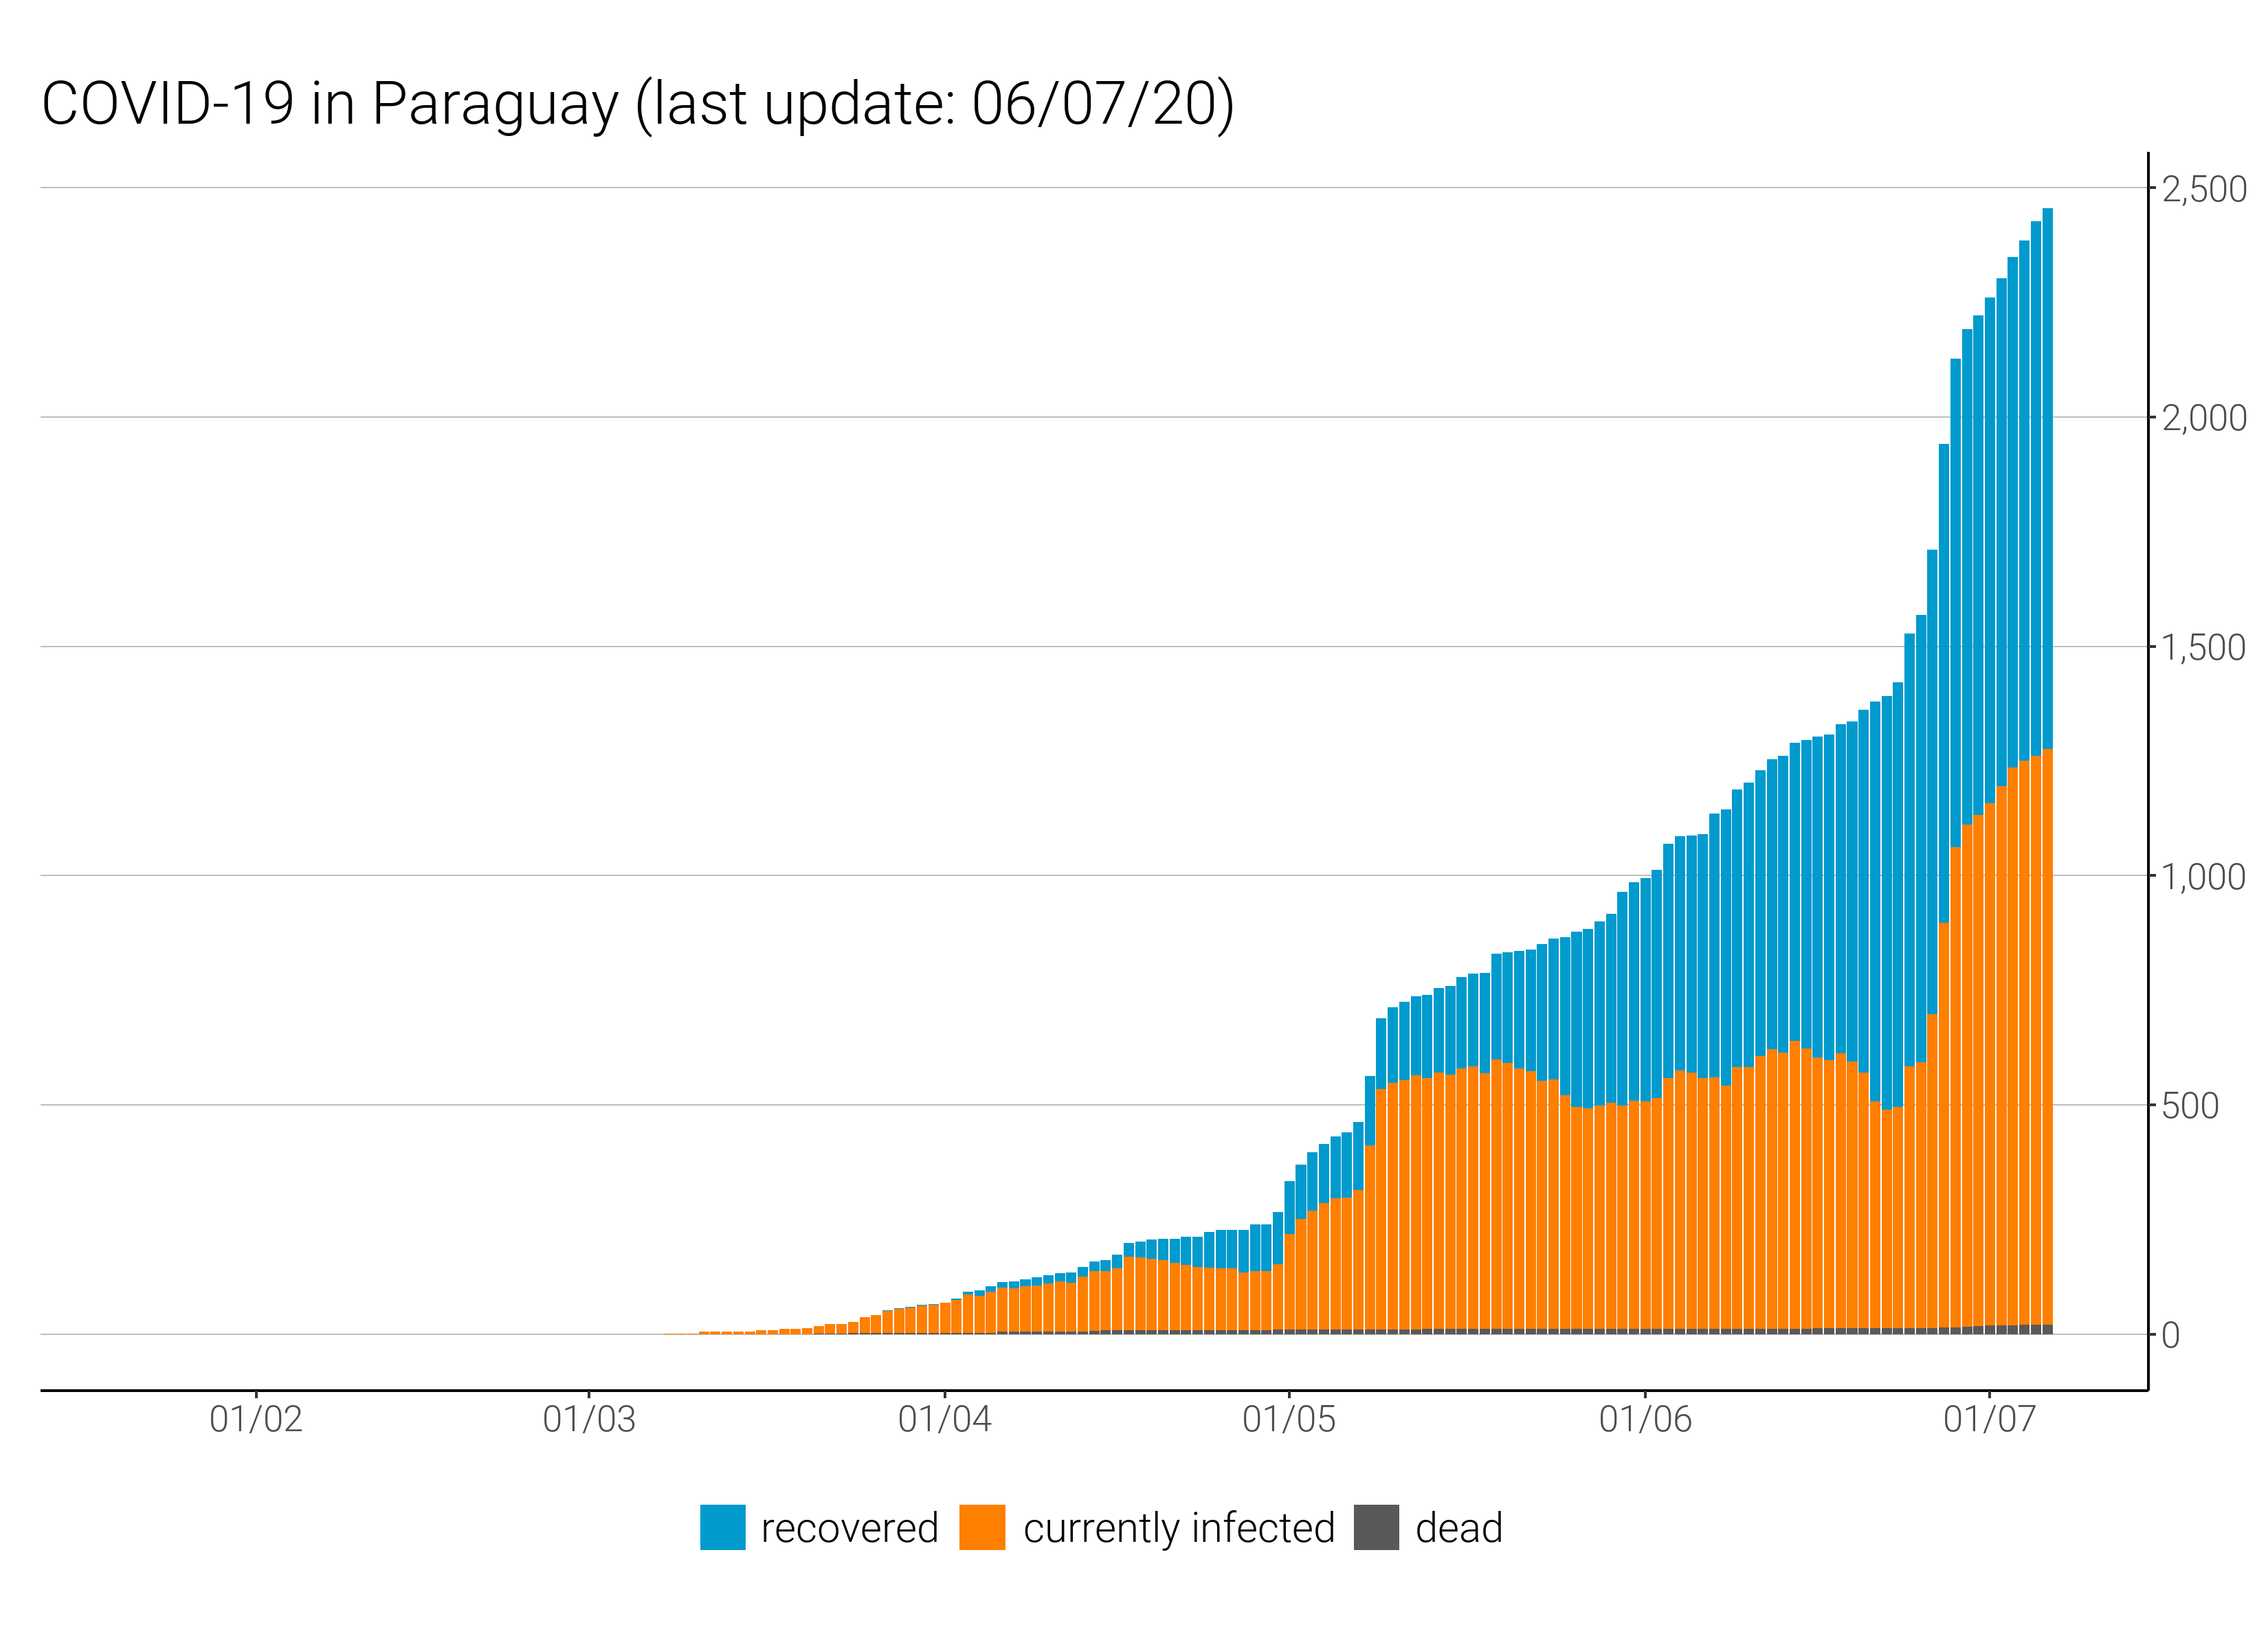 COVID-19 in Paraguay (last update: 06/07/20)
2,500
2,000
1,500
1,000
500
0
01/02 01/03 01/04 01/05 01/06 01/07
recovered currently infected dead